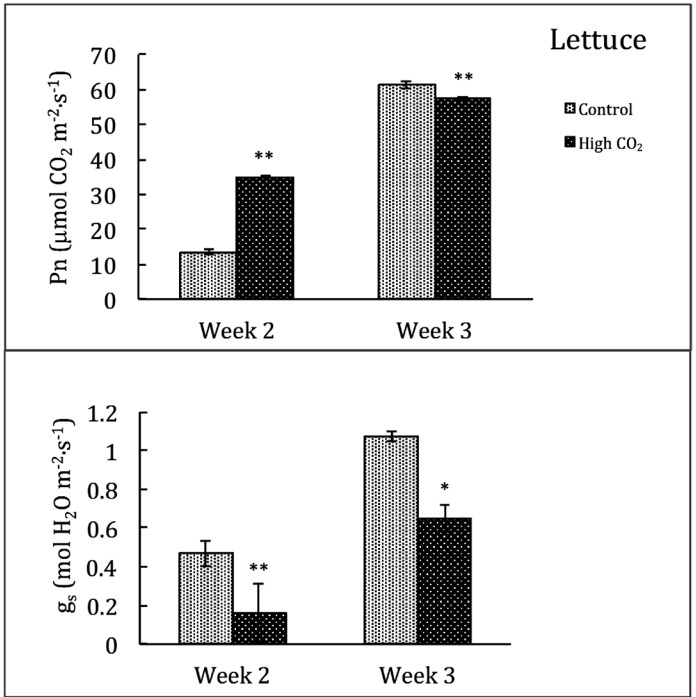 Lettuce
Control
High CO₂
Pn (μmol CO₂ m⁻²·s⁻¹)
70
60
50
40
30
20
10
0
**
**
Week 2
Week 3
gₛ (mol H₂O m⁻²·s⁻¹)
1.2
1
0.8
0.6
0.4
0.2
0
**
*
Week 2
Week 3